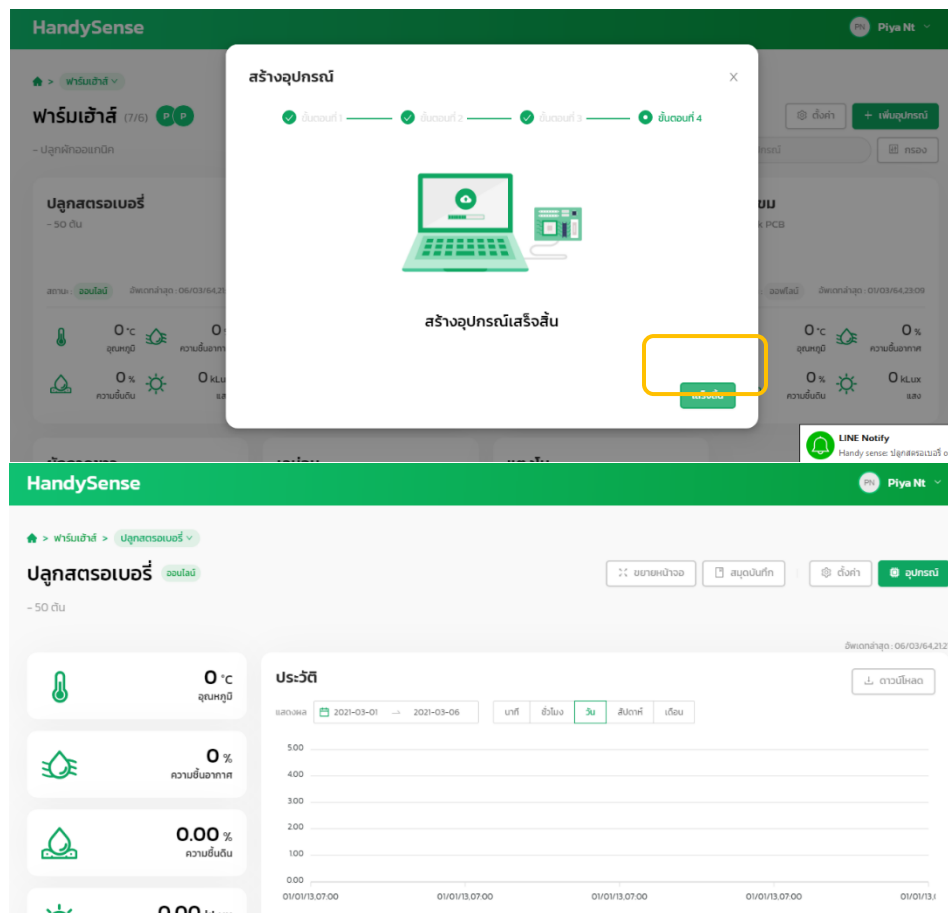 HandySense
PN Piya Nt
> ฟาร์มเฮ้าส์
ฟาร์มเฮ้าส์ (7/6) P P
- ปลูกผักออแกนิค
ตั้งค่า
+ เพิ่มอุปกรณ์
กรอง
สร้างอุปกรณ์
ขั้นตอนที่ 1
ขั้นตอนที่ 2
ขั้นตอนที่ 3
ขั้นตอนที่ 4
สร้างอุปกรณ์เสร็จสิ้น
เสร็จสิ้น
ปลูกสตรอเบอรี่
- 50 ต้น
สถานะ : ออนไลน์ อัพเดทล่าสุด : 06/03/64,21
0 °C
อุณหภูมิ
0
0 %
ความชื้นดิน
0 kLu
PCB
ออฟไลน์ อัพเดทล่าสุด : 01/03/64,23:09
0 °C
อุณหภูมิ
0 %
ความชื้นอากาศ
0 %
ความชื้นดิน
0 kLux
แสง
LINE Notify
Handy sense: ปลูกสตรอเบอรี่
HandySense
PN Piya Nt
> ฟาร์มเฮ้าส์ > ปลูกสตรอเบอรี่
ปลูกสตรอเบอรี่ ออนไลน์
- 50 ต้น
ขยายหน้าจอ
สมุดบันทึก
ตั้งค่า
อุปกรณ์
อัพเดทล่าสุด : 06/03/64,21:2
0 °C
อุณหภูมิ
0 %
ความชื้นอากาศ
0.00 %
ความชื้นดิน
0.00
ประวัติ
ดาวน์โหลด
แสดงผล 2021-03-01 → 2021-03-06 นาที ชั่วโมง วัน สัปดาห์ เดือน
5.00
4.00
3.00
2.00
1.00
0.00
01/01/13,07:00 01/01/13,07:00 01/01/13,07:00 01/01/13,07:00 01/01/13,